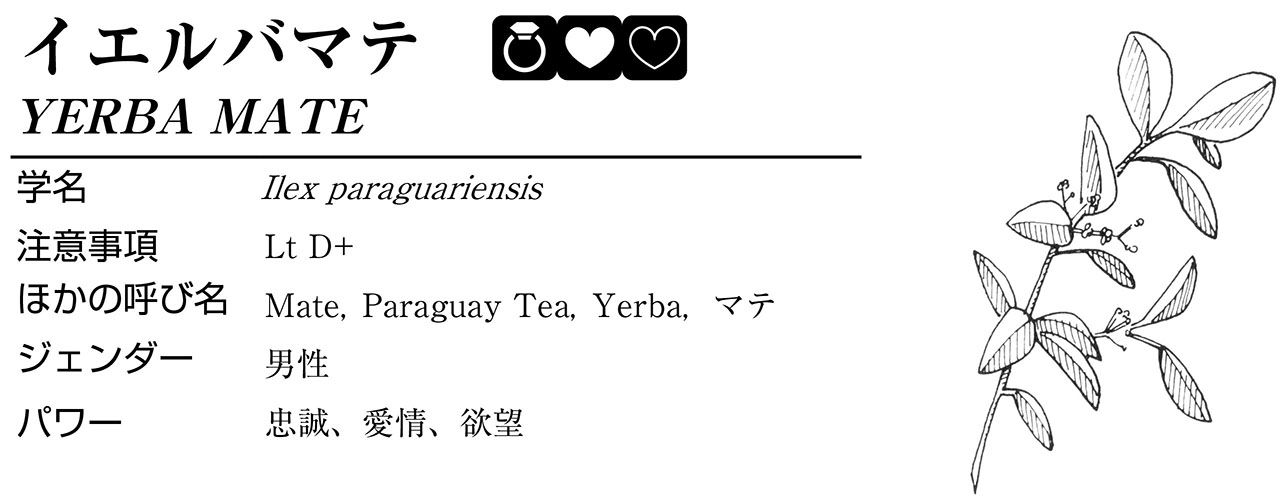 イエルバマテ
YERBA MATE
学名 Ilex paraguariensis
注意事項 Lt D+
ほかの呼び名 Mate, Paraguay Tea, Yerba, マテ
ジェンダー 男性
パワー 忠誠、愛情、欲望